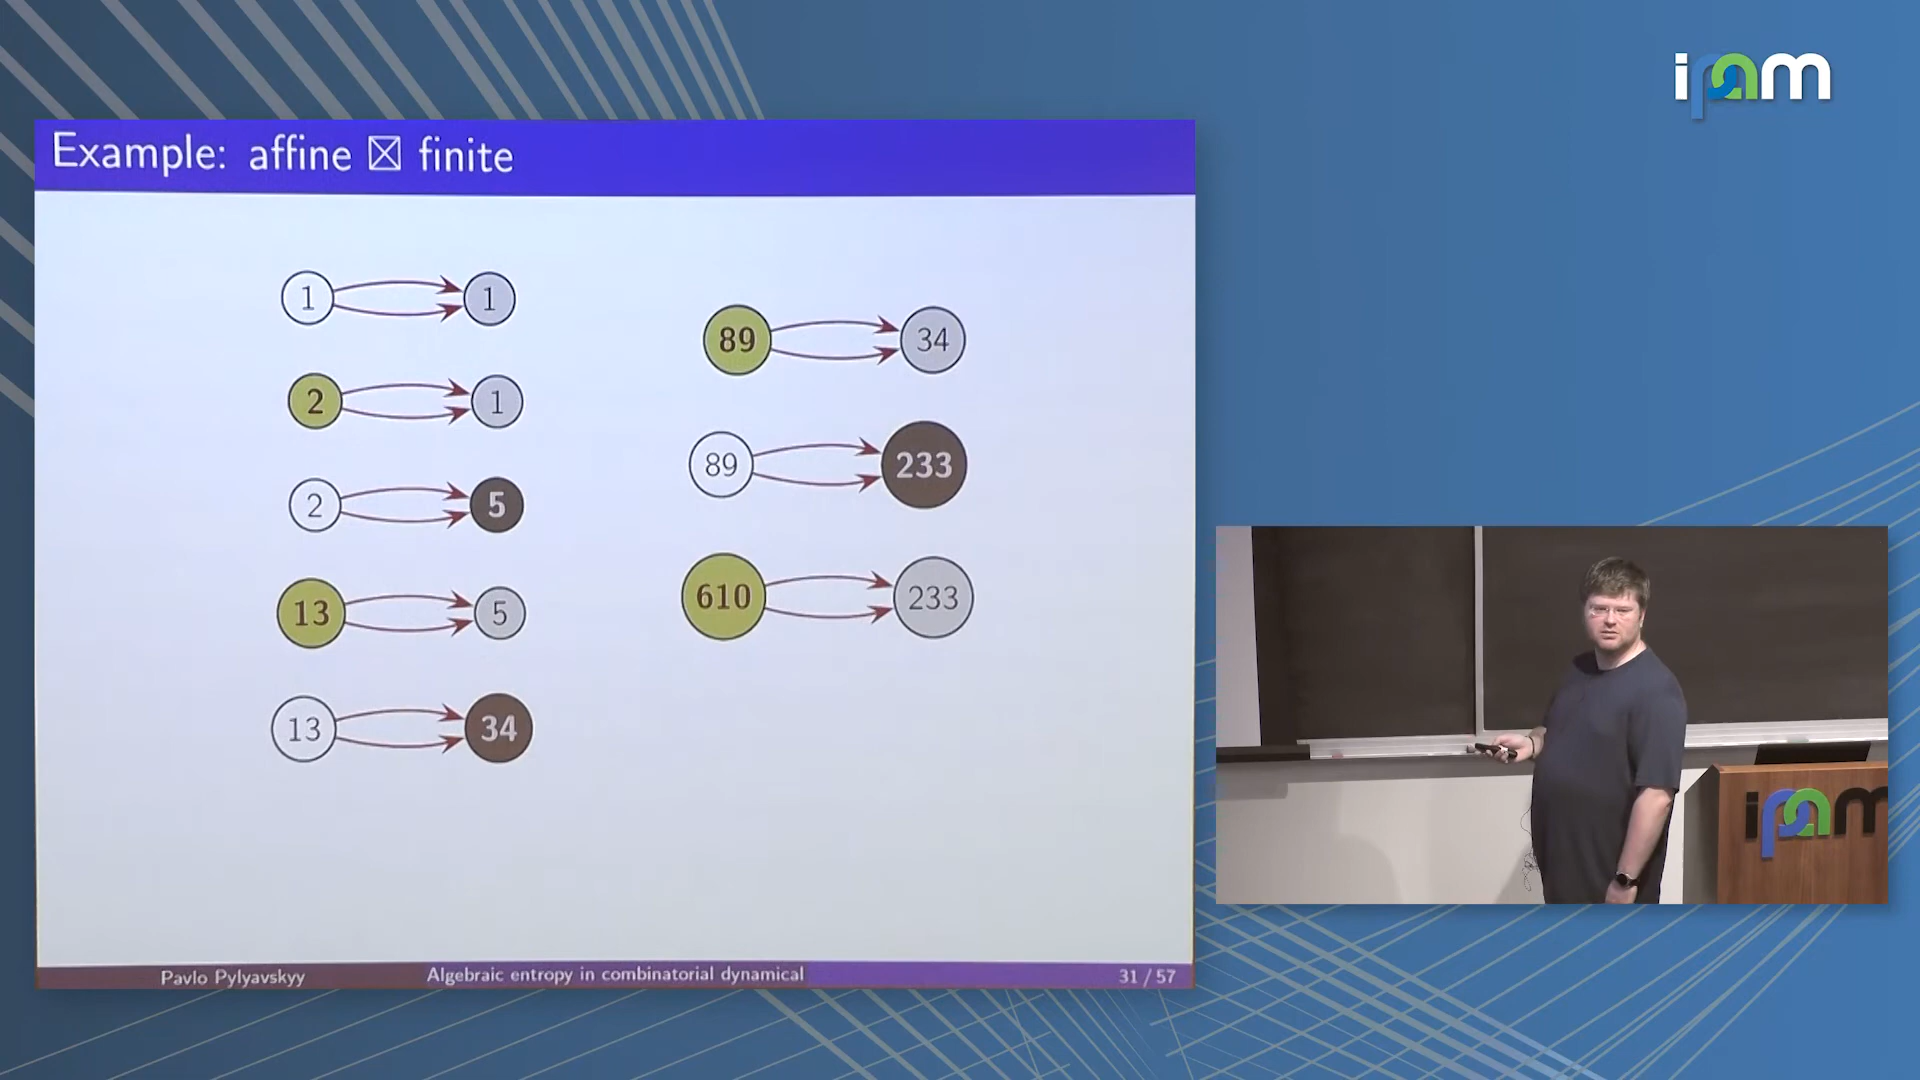 ipam
Example: affine ☒ finite
1 1
2 1
2 5
13 5
13 34
89 34
89 233
610 233
Pavlo Pylyavskyy Algebraic entropy in combinatorial dynamical 31 / 57
ipam